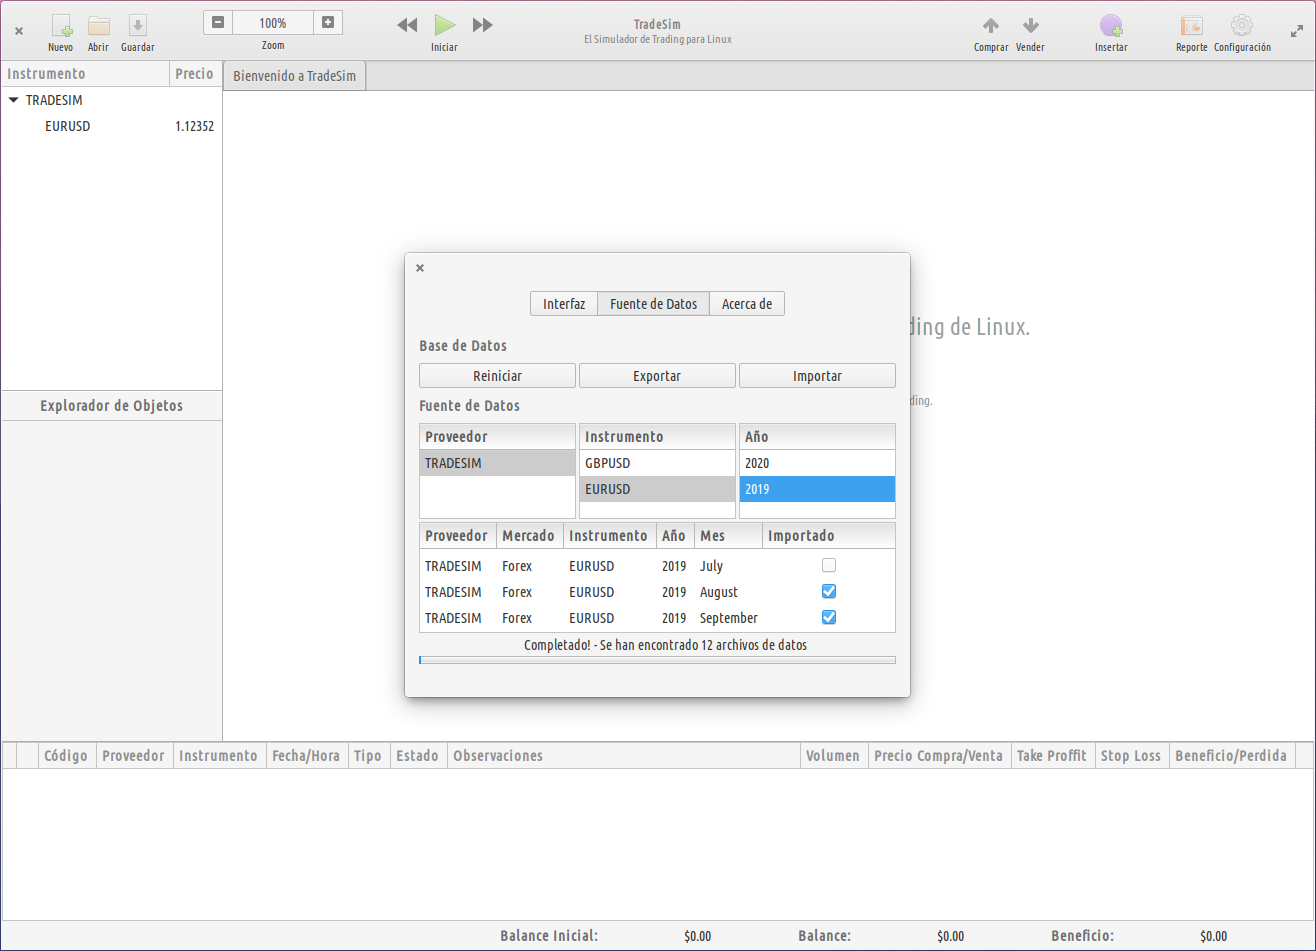 Nuevo Abrir Guardar
100%
Zoom
Iniciar
TradeSim
El Simulador de Trading para Linux
Comprar Vender
Insertar
Reporte Configuración
Instrumento Precio
TRADESIM
EURUSD 1.12352
Explorador de Objetos
Bienvenido a TradeSim
ding de Linux.
ding.
Interfaz Fuente de Datos Acerca de
Base de Datos
Reiniciar Exportar Importar
Fuente de Datos
Proveedor Instrumento Año
TRADESIM GBPUSD 2020
EURUSD 2019
Proveedor Mercado Instrumento Año Mes Importado
TRADESIM Forex EURUSD 2019 July
TRADESIM Forex EURUSD 2019 August
TRADESIM Forex EURUSD 2019 September
Completado! - Se han encontrado 12 archivos de datos
Código Proveedor Instrumento Fecha/Hora Tipo Estado Observaciones Volumen Precio Compra/Venta Take Proffit Stop Loss Beneficio/Perdida
Balance Inicial: $0.00 Balance: $0.00 Beneficio: $0.00